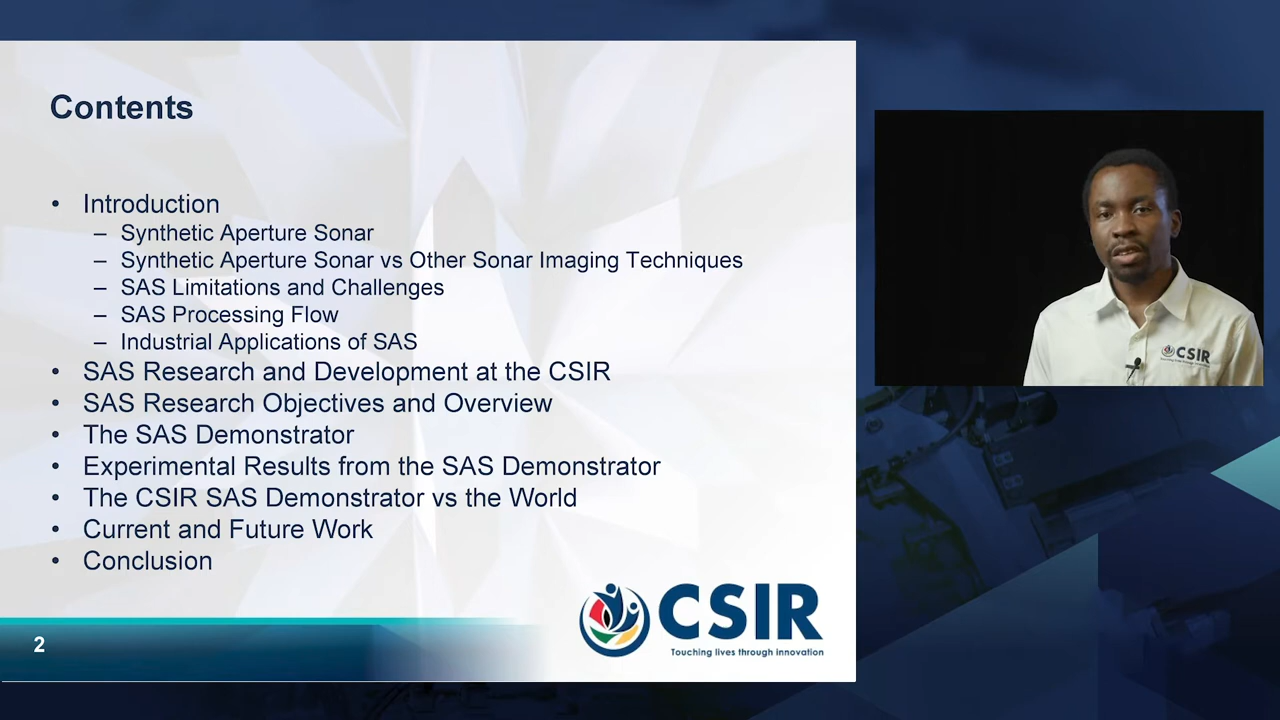 Contents
• Introduction
– Synthetic Aperture Sonar
– Synthetic Aperture Sonar vs Other Sonar Imaging Techniques
– SAS Limitations and Challenges
– SAS Processing Flow
– Industrial Applications of SAS
• SAS Research and Development at the CSIR
• SAS Research Objectives and Overview
• The SAS Demonstrator
• Experimental Results from the SAS Demonstrator
• The CSIR SAS Demonstrator vs the World
• Current and Future Work
• Conclusion
2
CSIR
Touching lives through innovation
CSIR